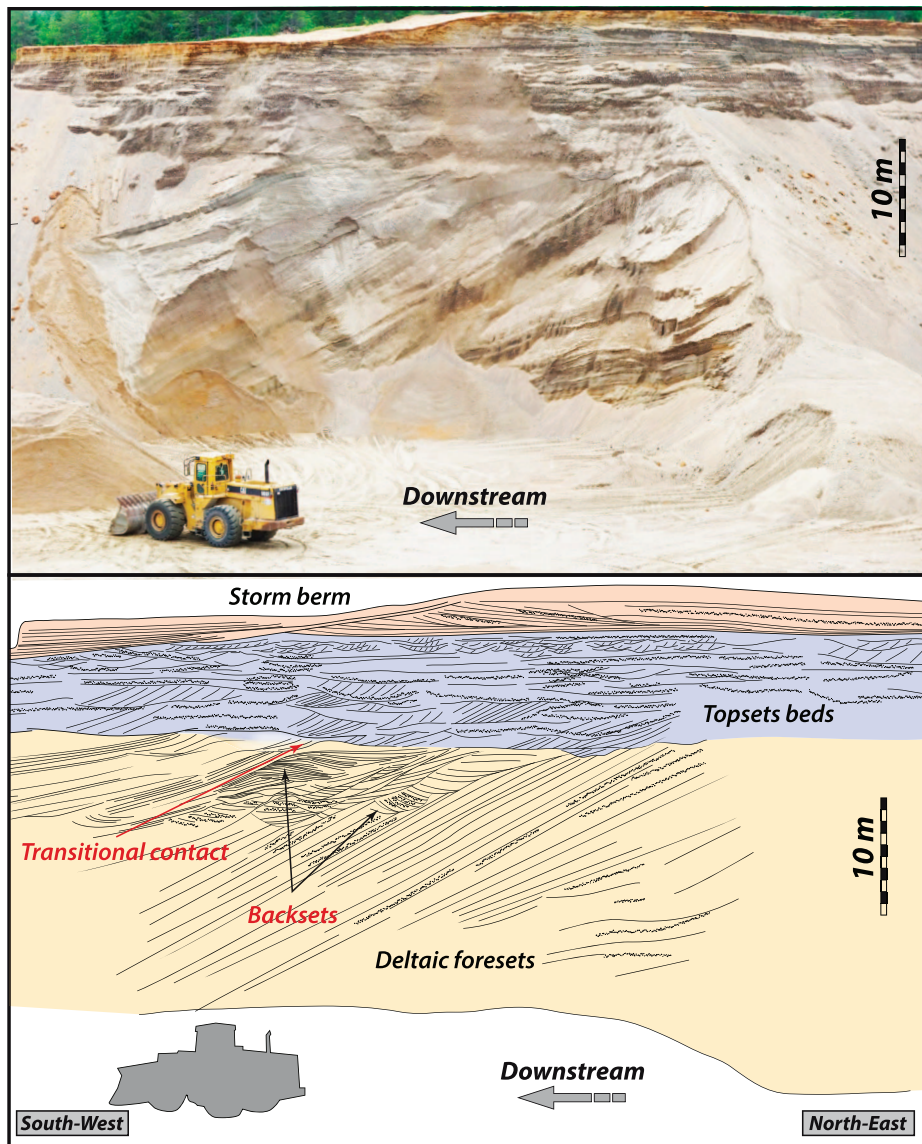 10 m
Downstream
Storm berm
Topsets beds
Transitional contact
Backsets
10 m
Deltaic foresets
Downstream
South-West
North-East